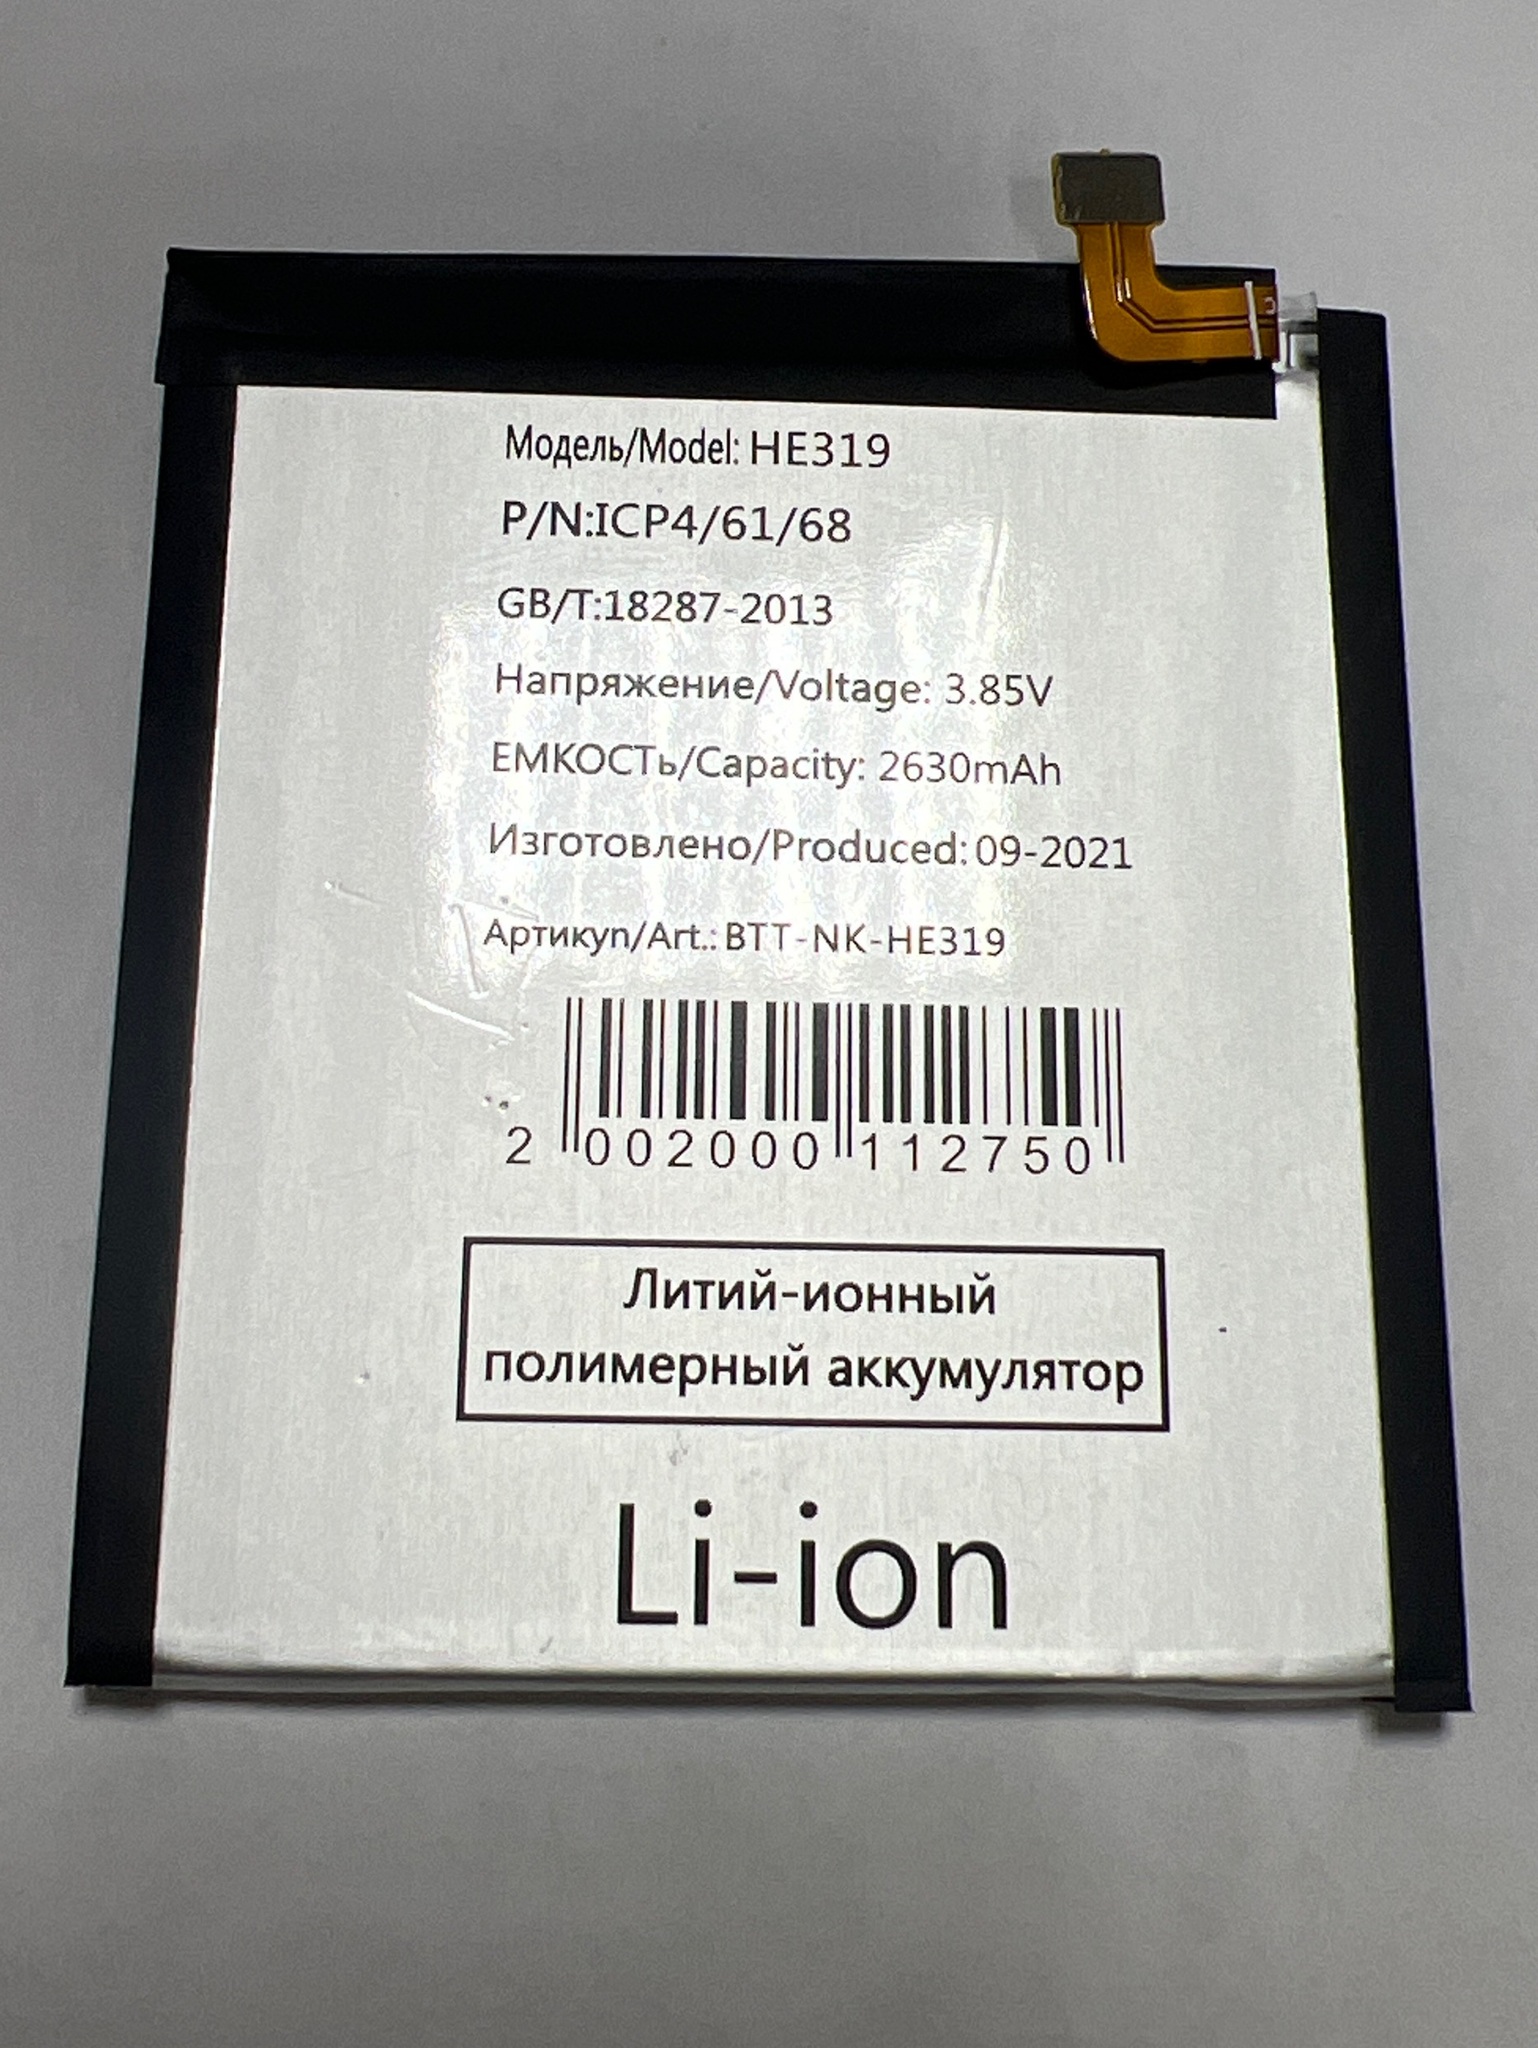 Модель/Model: HE319
P/N:ICP4/61/68
GB/T:18287-2013
Напряжение/Voltage: 3.85V
ЕМКОСТь/Capacity: 2630mAh
Изготовлено/Produced: 09-2021
Артикул/Art.: BTT-NK-HE319
2 002000 112750
Литий-ионный
полимерный аккумулятор
Li-ion